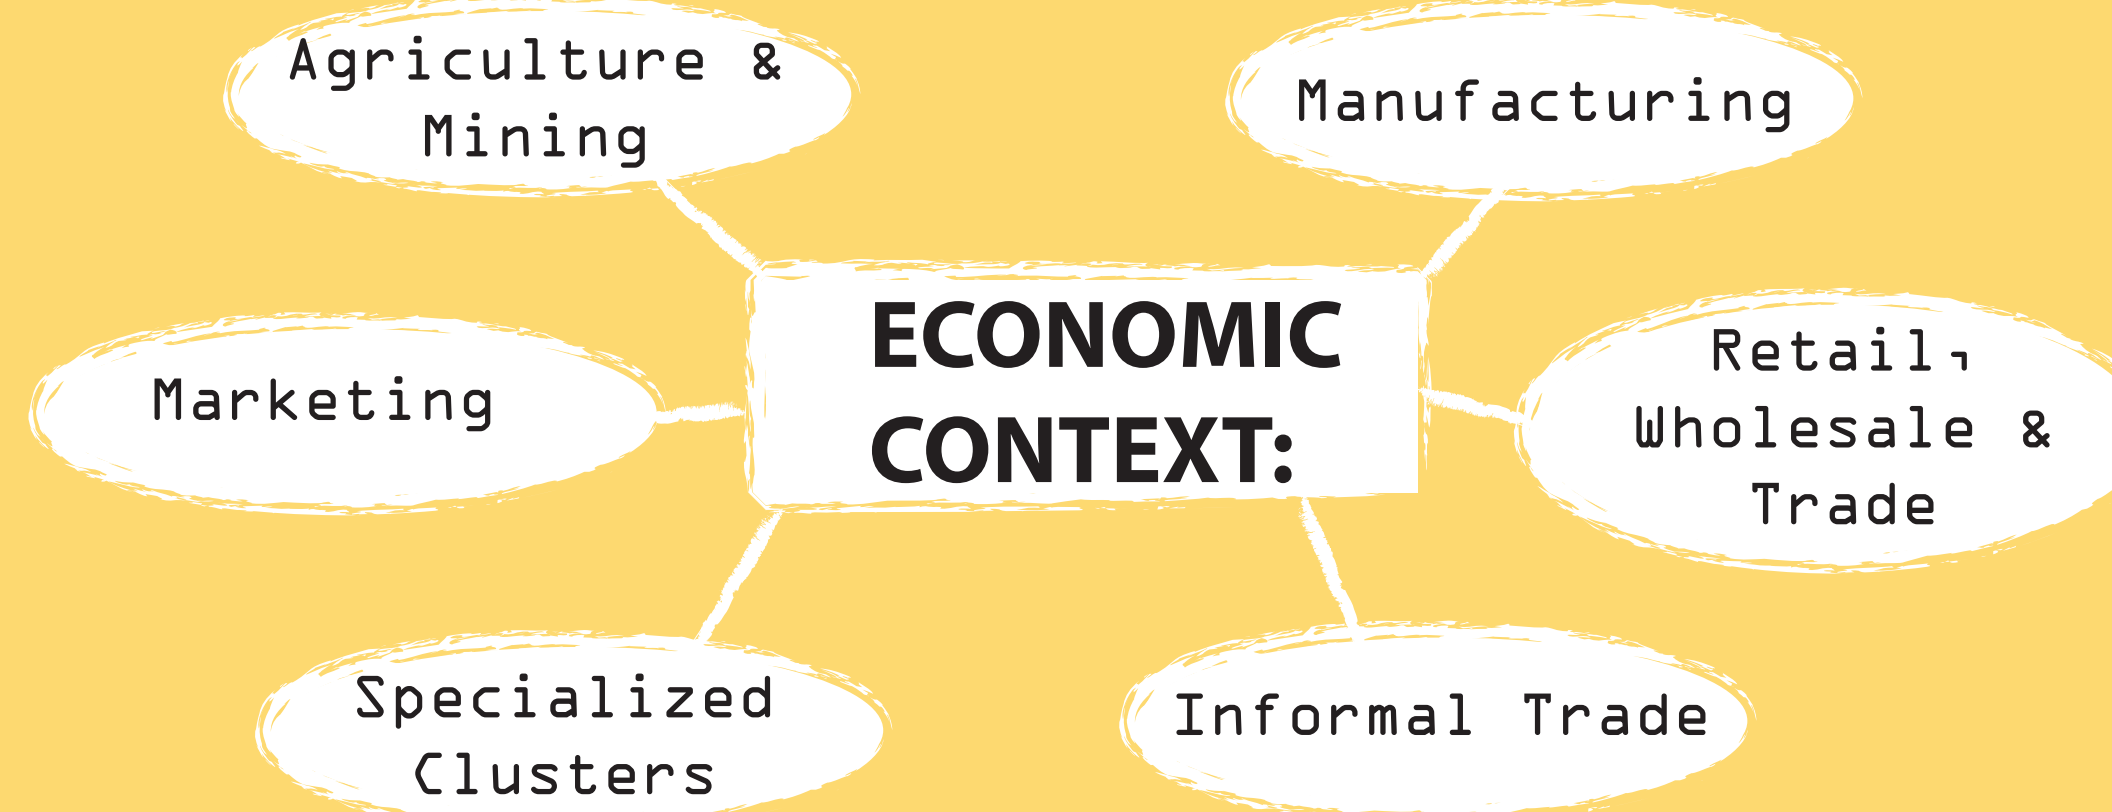 Agriculture &
Mining
Manufacturing
ECONOMIC
CONTEXT:
Marketing
Retail,
Wholesale &
Trade
Specialized
Clusters
Informal Trade